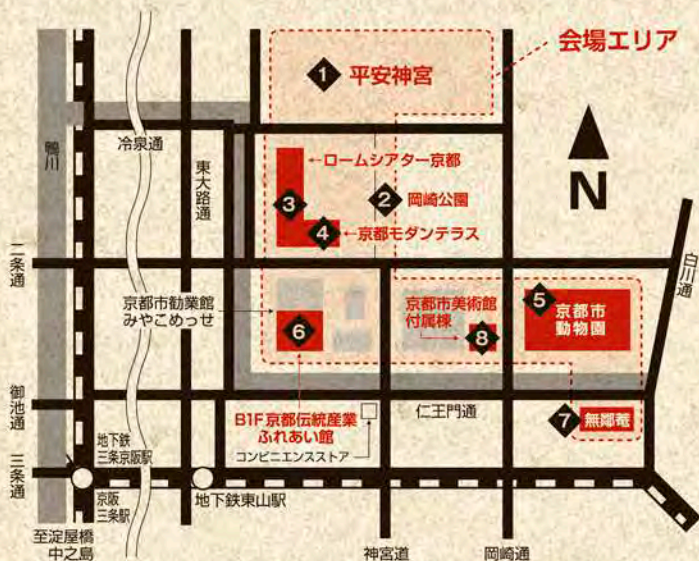 会場エリア
1 平安神宮
冷泉通
鴨川
東大路通
ロームシアター京都
2 岡崎公園
3
4 京都モダンテラス
N
二条通
白川通
京都市勧業館
みやこめっせ
6
京都市美術館
付属棟
8
5 京都市
動物園
御池通
B1F京都伝統産業
ふれあい館
コンビニエンスストア
仁王門通
7 無鄰菴
地下鉄
三条京阪駅
三条通
京阪
三条駅
地下鉄東山駅
至淀屋橋
中之島
神宮道
岡崎通